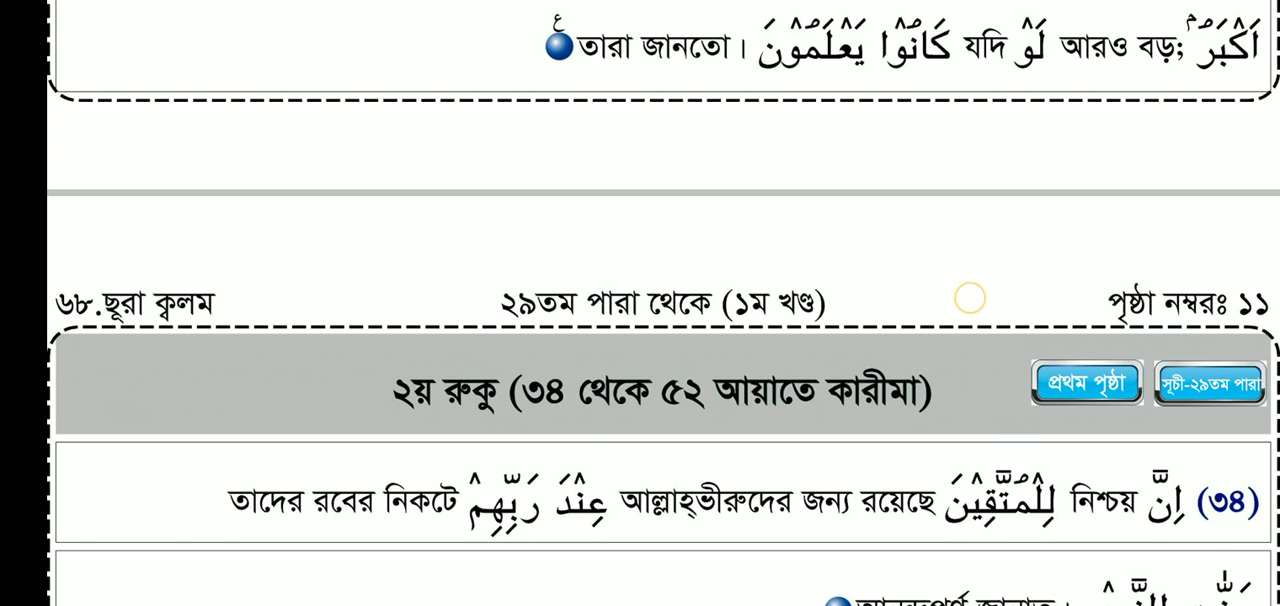 اَكْبَرُ ۘ আরও বড়; لَوْ যদি كَانُوْا يَعْلَمُوْنَ তারা জানতো। ع
৬৮.ছূরা ক্বলম ২৯তম পারা থেকে (১ম খণ্ড) পৃষ্ঠা নম্বরঃ ১১
২য় রুকু (৩৪ থেকে ৫২ আয়াতে কারীমা) প্রথম পৃষ্ঠা সূচী-২৯তম পারা
(৩৪) اِنَّ নিশ্চয় لِلْمُتَّقِيْنَ আল্লাহ্‌ভীরুদের জন্য রয়েছে عِنْدَ رَبِّهِمْ তাদের রবের নিকটে